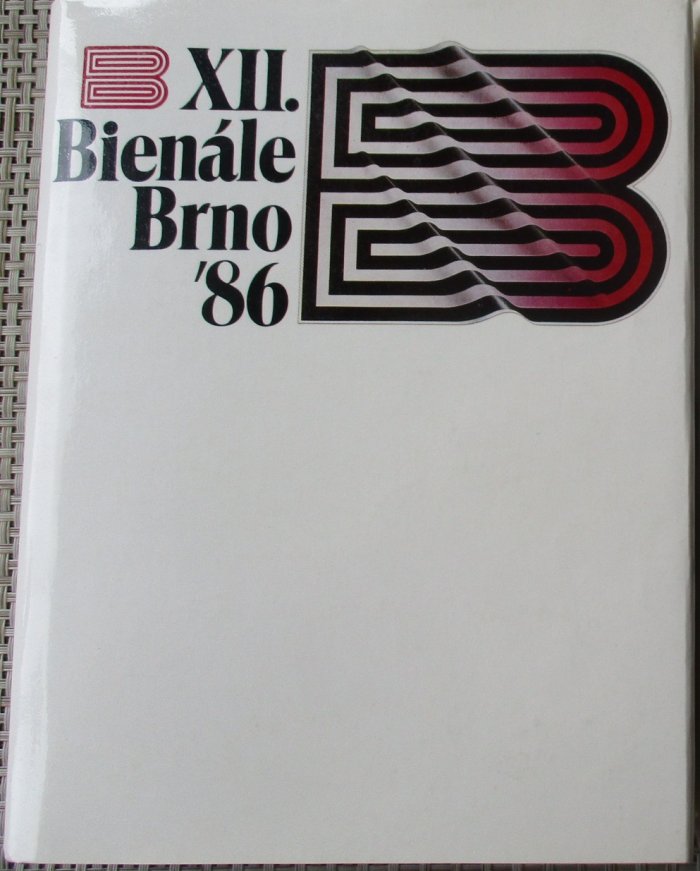 B XII.
Bienále
Brno
'86
B